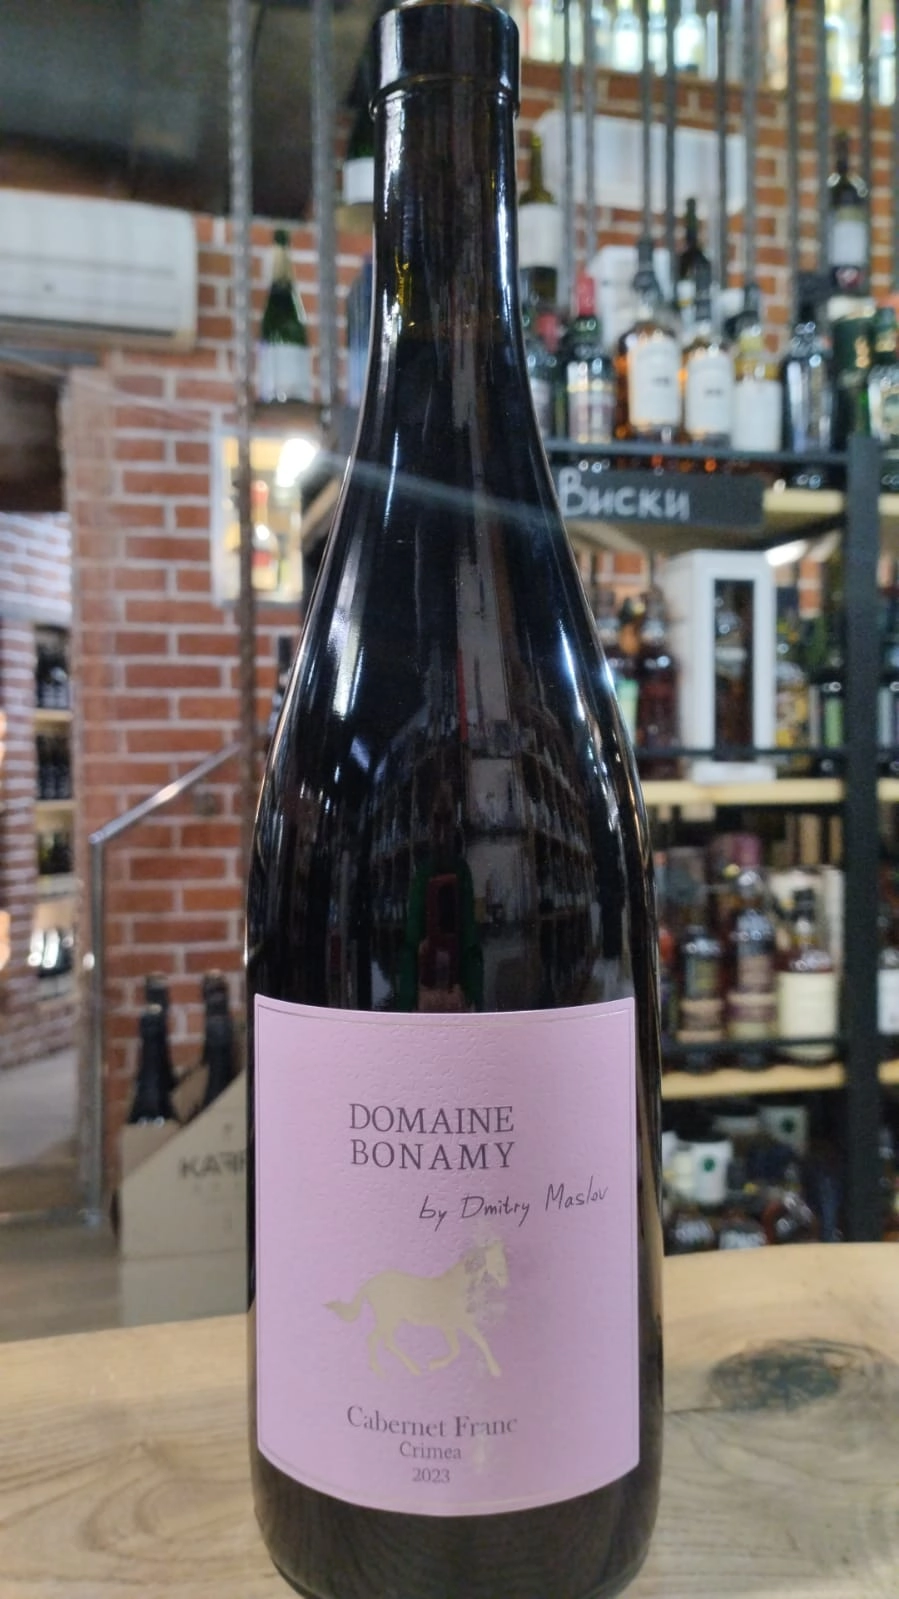 Виски
DOMAINE
BONAMY
by Dmitry Maslov
Cabernet Franc
Crimea
2023